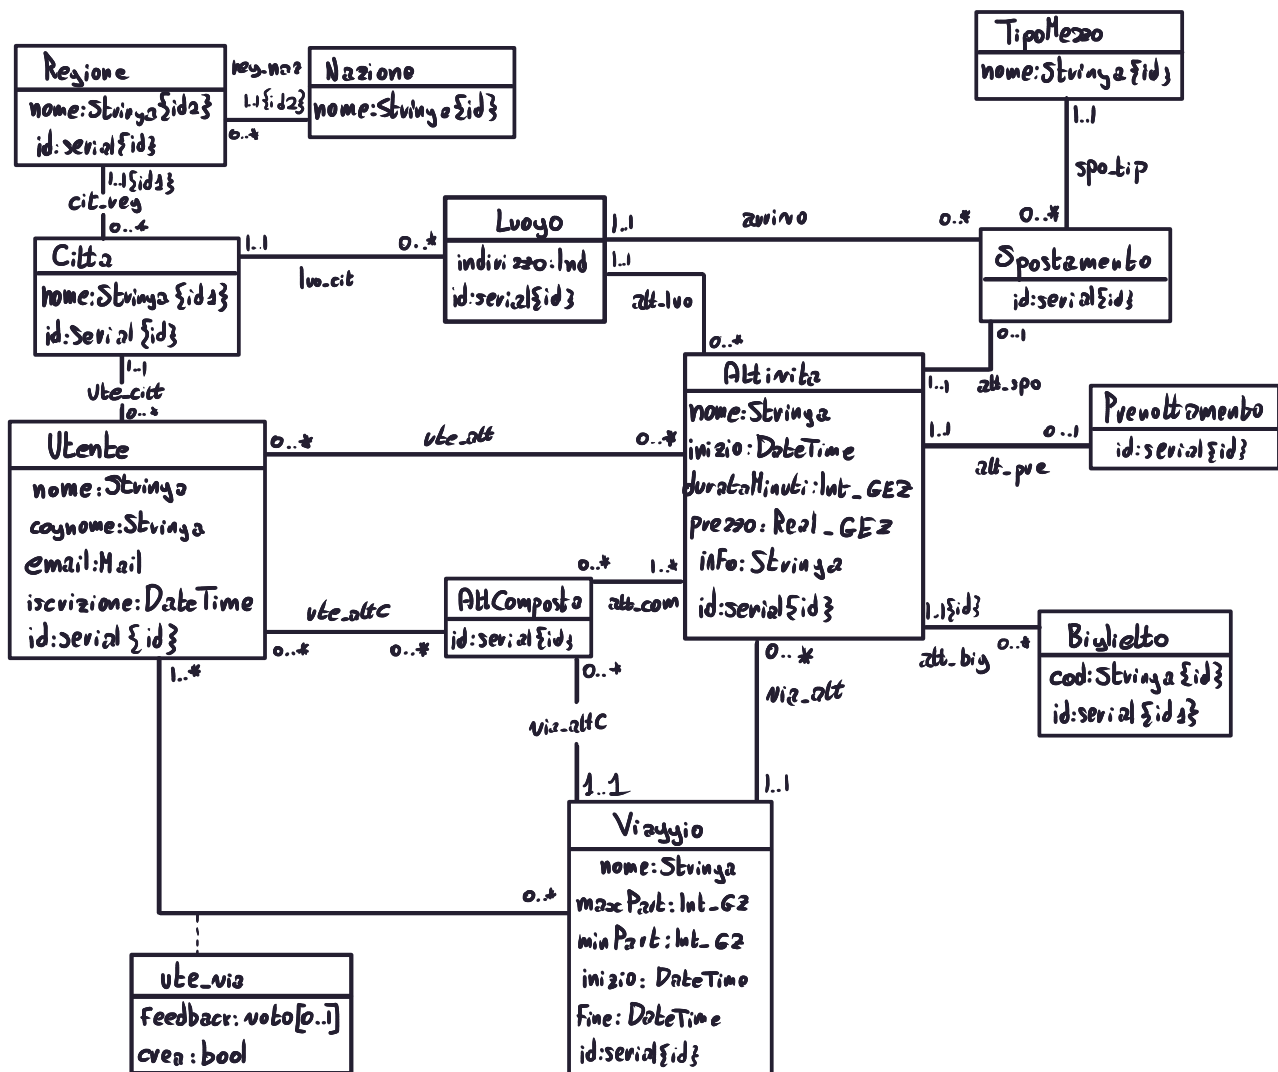 TipoMezzo
nome:Stringa{id}
1..1
spo_tip
0..*
Regione
nome:Stringa{id2}
id:serial{id}
reg_naz
1..1{id2}
0..*
Nazione
nome:Stringa{id}
1..1{id1}
cit_reg
0..*
Citta
nome:Stringa{id1}
id:Serial{id}
1..1
luo_cit
0..*
Luogo
indirizzo:Ind
id:serial{id}
1..1
arrivo
0..*
Spostamento
id:serial{id}
1..1
att_luo
0..*
0..1
att_spo
1..1
1..1
ute_citt
0..*
Utente
nome:Stringa
cognome:Stringa
email:Mail
iscrizione:DateTime
id:serial{id}
0..*
ute_att
0..*
Attivita
nome:Stringa
inizio:DateTime
durataMinuti:Int_GEZ
prezzo:Real_GEZ
info:Stringa
id:serial{id}
1..1
att_pre
0..1
Prenottamento
id:serial{id}
0..*
ute_attC
0..*
AttComposta
id:serial{id}
0..*
att_com
1..*
1..1{id}
att_big
0..*
Biglietto
cod:Stringa{id}
id:serial{id1}
0..*
via_attC
1..1
0..*
via_att
1..1
1..*
0..*
Viaggio
nome:Stringa
maxPart:Int_GZ
minPart:Int_GZ
inizio: DateTime
fine: DateTime
id:serial{id}
ute_via
feedback: voto[0..1]
crea: bool